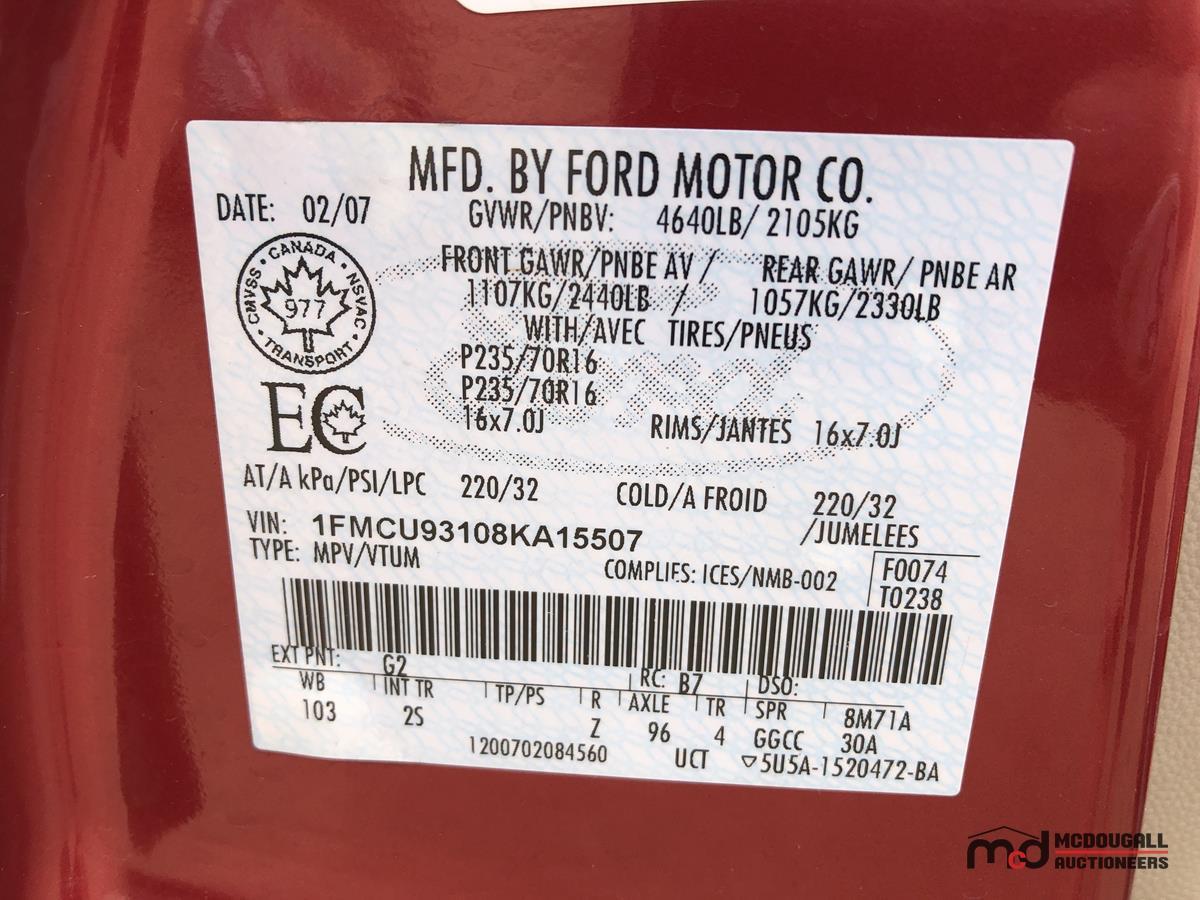 MFD. BY FORD MOTOR CO.
DATE: 02/07
GVWR/PNBV: 4640LB/ 2105KG
FRONT GAWR/PNBE AV / REAR GAWR/ PNBE AR
1107KG/2440LB / 1057KG/2330LB
WITH/AVEC TIRES/PNEUS
P235/70R16
P235/70R16
16x7.0J RIMS/JANTES 16x7.0J
CMVSS • CANADA • NSVAC • TRANSPORT •
977
EC
AT/A kPa/PSI/LPC 220/32 COLD/A FROID 220/32
VIN: 1FMCU93108KA15507 /JUMELEES
TYPE: MPV/VTUM COMPLIES: ICES/NMB-002 F0074
T0238
EXT PNT: G2 RC: B7 DSO:
WB INT TR TP/PS R AXLE TR SPR 8M71A
103 2S Z 96 4 GGCC 30A
1200702084560 UCT ▽5U5A-1520472-BA
mcd MCDOUGALL
AUCTIONEERS